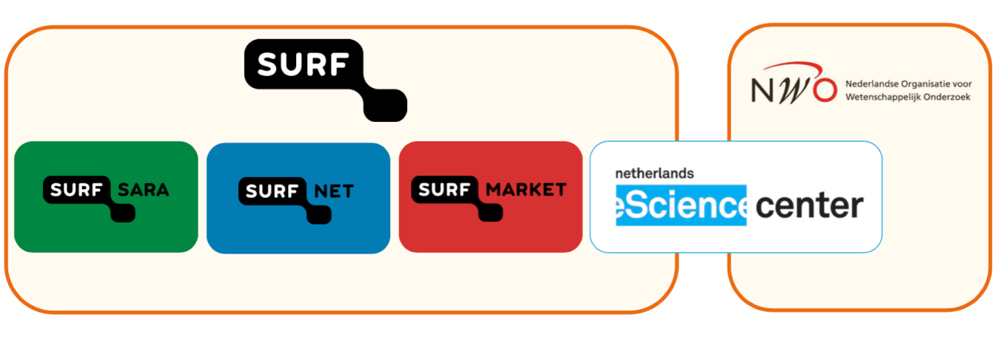 SURF
NWO
Nederlandse Organisatie voor
Wetenschappelijk Onderzoek
SURF SARA
SURF NET
SURF MARKET
netherlands
eScience center